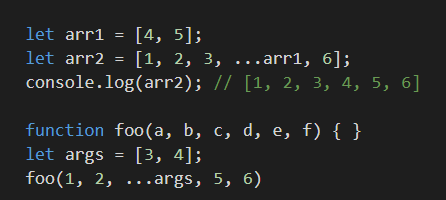 let arr1 = [4, 5];
let arr2 = [1, 2, 3, ...arr1, 6];
console.log(arr2); // [1, 2, 3, 4, 5, 6]
function foo(a, b, c, d, e, f) { }
let args = [3, 4];
foo(1, 2, ...args, 5, 6)